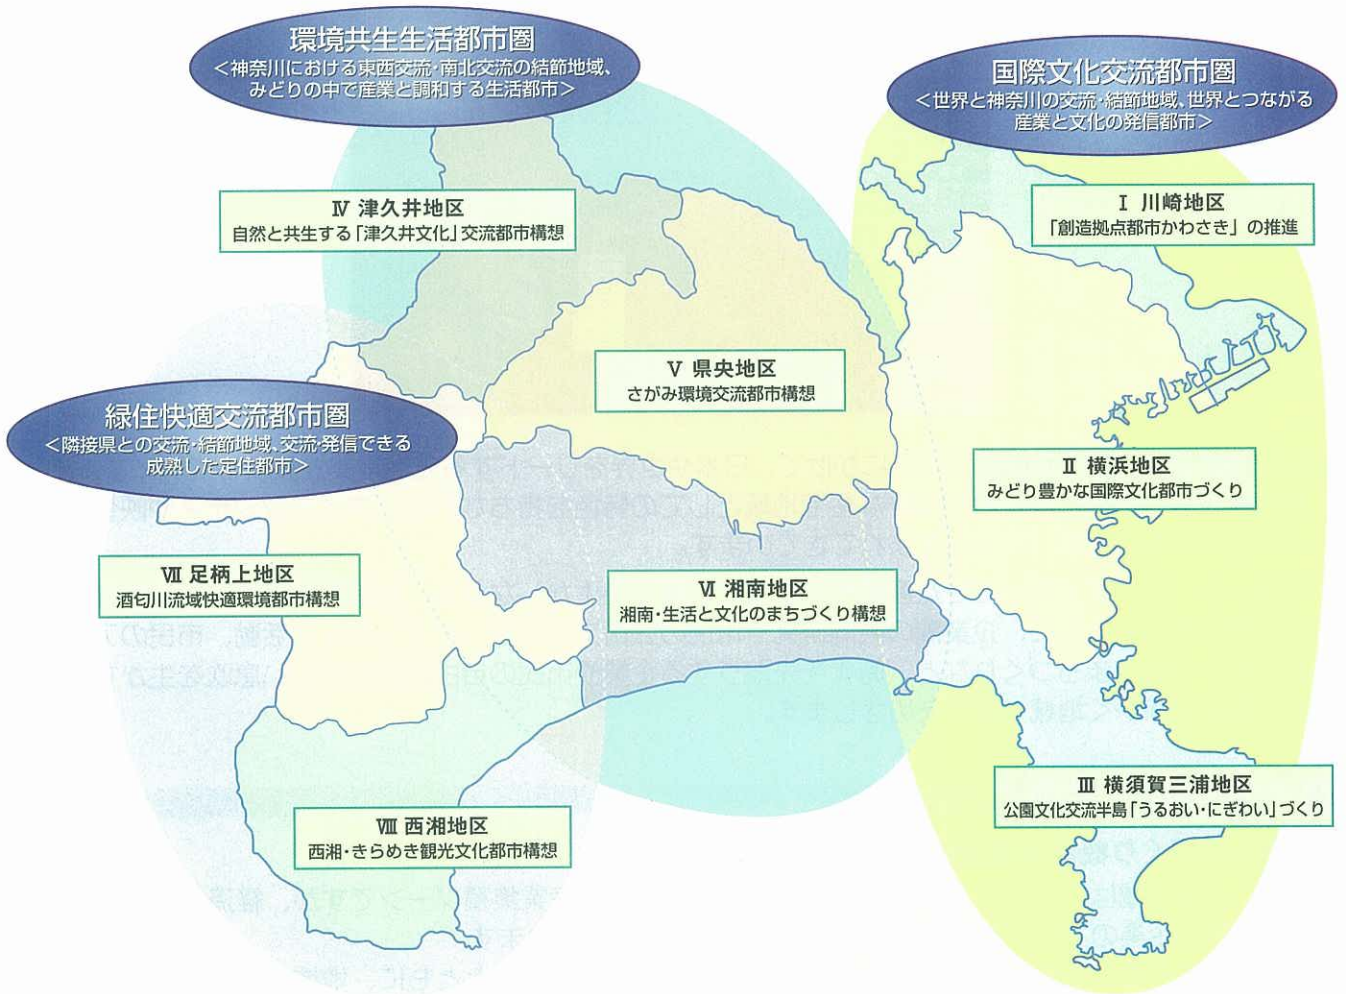 環境共生生活都市圏
<神奈川における東西交流・南北交流の結節地域、
みどりの中で産業と調和する生活都市>
国際文化交流都市圏
<世界と神奈川の交流・結節地域、世界とつながる
産業と文化の発信都市>
Ⅳ 津久井地区
自然と共生する「津久井文化」交流都市構想
Ⅰ 川崎地区
「創造拠点都市かわさき」の推進
Ⅴ 県央地区
さがみ環境交流都市構想
緑住快適交流都市圏
<隣接県との交流・結節地域、交流・発信できる
成熟した定住都市>
Ⅱ 横浜地区
みどり豊かな国際文化都市づくり
Ⅶ 足柄上地区
酒匂川流域快適環境都市構想
Ⅵ 湘南地区
湘南・生活と文化のまちづくり構想
Ⅲ 横須賀三浦地区
公園文化交流半島「うるおい・にぎわい」づくり
Ⅷ 西湘地区
西湘・きらめき観光文化都市構想